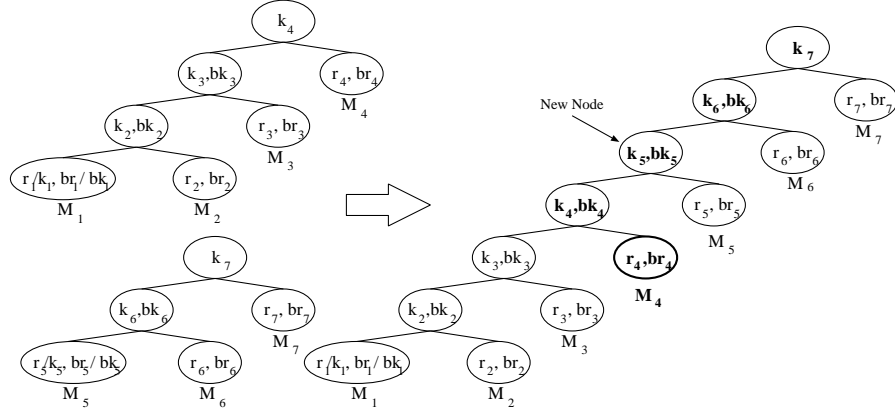 k4
k3,bk3
r4, br4
M4
k2,bk2
r3, br3
M3
r1/k1, br1/ bk1
r2, br2
M1
M2
k7
k6,bk6
r7, br7
M7
r5/k5, br5/ bk5
r6, br6
M5
M6
k7
k6,bk6
r7, br7
M7
New Node
k5,bk5
r6, br6
M6
k4,bk4
r5, br5
M5
k3,bk3
r4,br4
M4
k2,bk2
r3, br3
M3
r1/k1, br1/ bk1
r2, br2
M1
M2